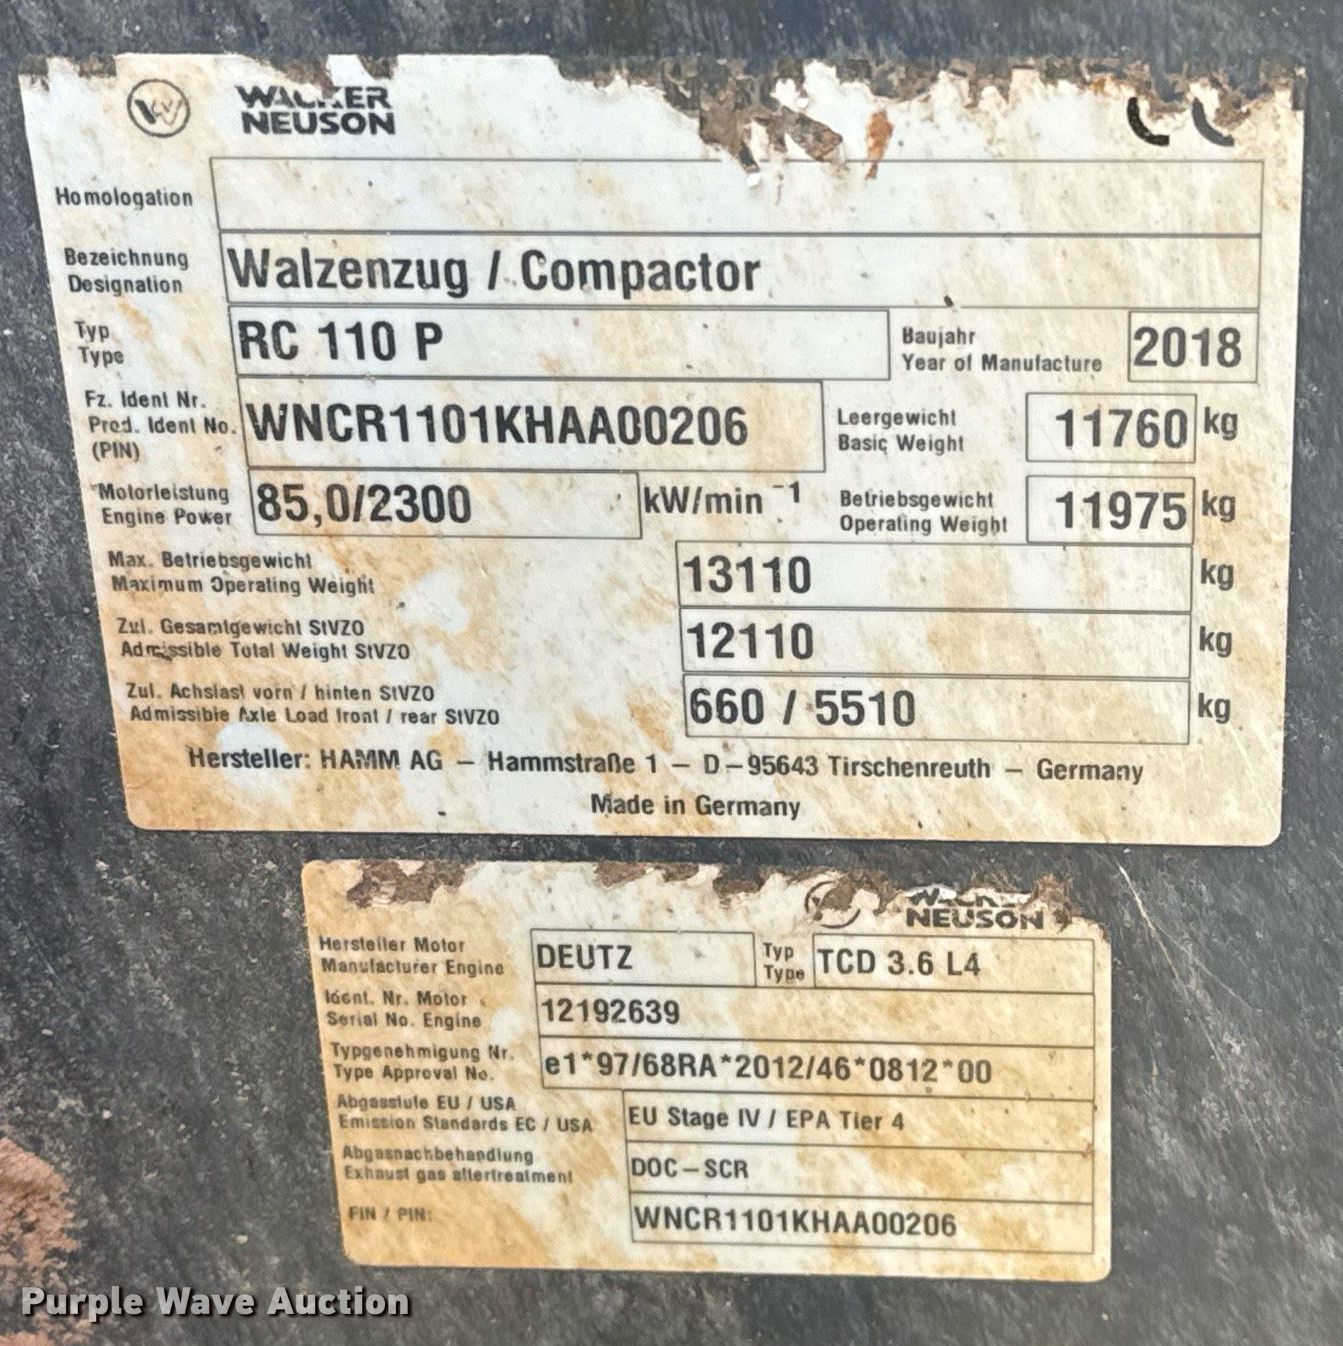 WACKER
NEUSON
Homologation
Bezeichnung
Designation
Walzenzug / Compactor
Typ
Type
RC 110 P
Baujahr
Year of Manufacture
2018
Fz. Ident Nr.
Prod. Ident No.
(PIN)
WNCR1101KHAA00206
Leergewicht
Basic Weight
11760 kg
Motorleistung
Engine Power
85,0/2300 kW/min ⁻¹
Betriebsgewicht
Operating Weight
11975 kg
Max. Betriebsgewicht
Maximum Operating Weight
13110 kg
Zul. Gesamtgewicht StVZO
Admissible Total Weight StVZO
12110 kg
Zul. Achslast vorn / hinten StVZO
Admissible Axle Load front / rear StVZO
660 / 5510 kg
Hersteller: HAMM AG – Hammstraße 1 – D–95643 Tirschenreuth – Germany
Made in Germany
NEUSON
Hersteller Motor
Manufacturer Engine
DEUTZ
Typ
Type
TCD 3.6 L4
Ident. Nr. Motor
Serial No. Engine
12192639
Typgenehmigung Nr.
Type Approval No.
e1*97/68RA*2012/46*0812*00
Abgasstufe EU / USA
Emission Standards EC / USA
EU Stage IV / EPA Tier 4
Abgasnachbehandlung
Exhaust gas aftertreatment
DOC–SCR
FIN / PIN:
WNCR1101KHAA00206
Purple Wave Auction